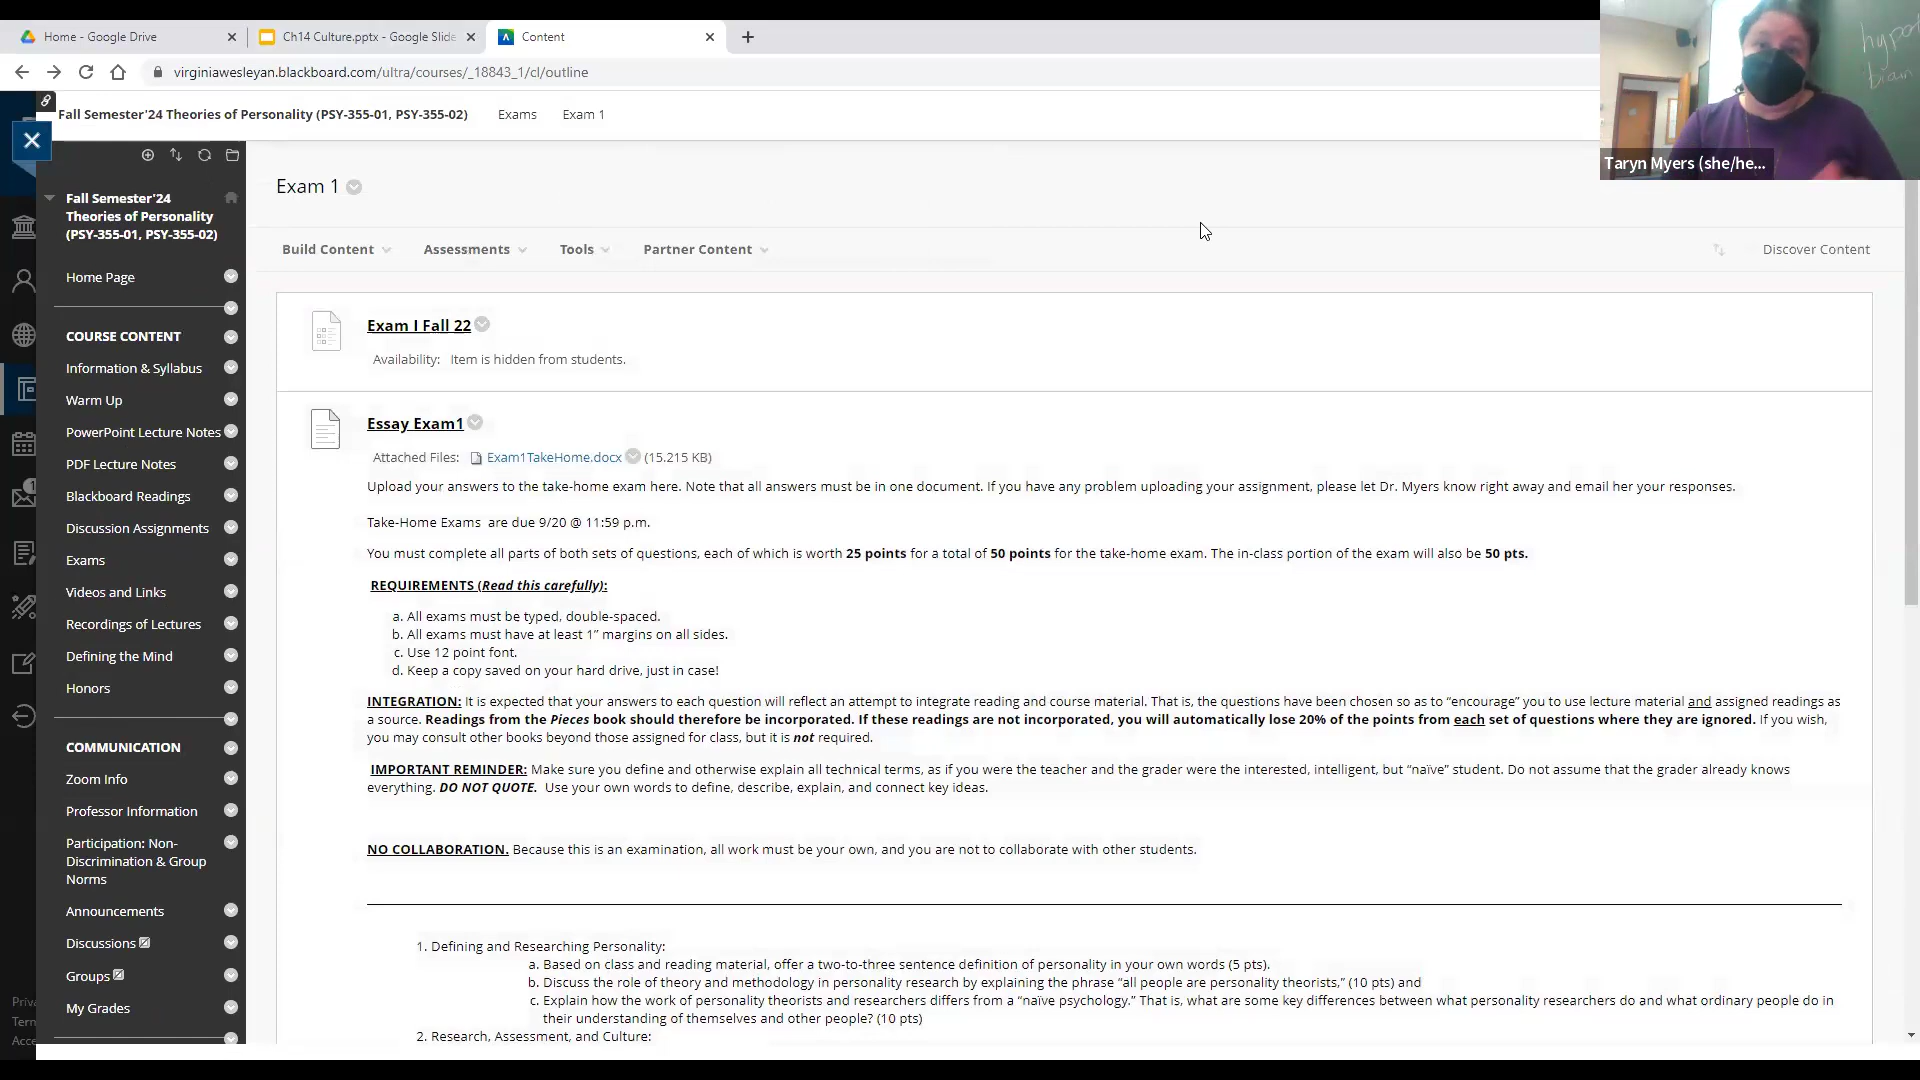 Home - Google Drive
Ch14 Culture.pptx - Google Slide
Content
virginiawesleyan.blackboard.com/ultra/courses/_18843_1/cl/outline
Fall Semester'24 Theories of Personality (PSY-355-01, PSY-355-02)
Exams
Exam 1
Taryn Myers (she/he...
Fall Semester'24
Theories of Personality
(PSY-355-01, PSY-355-02)
Home Page
COURSE CONTENT
Information & Syllabus
Warm Up
PowerPoint Lecture Notes
PDF Lecture Notes
Blackboard Readings
Discussion Assignments
Exams
Videos and Links
Recordings of Lectures
Defining the Mind
Honors
COMMUNICATION
Zoom Info
Professor Information
Participation: Non-
Discrimination & Group
Norms
Announcements
Discussions
Groups
My Grades
1
Priva
Term
Acce
Exam 1
Build Content
Assessments
Tools
Partner Content
Discover Content
Exam I Fall 22
Availability: Item is hidden from students.
Essay Exam1
Attached Files: Exam1TakeHome.docx (15.215 KB)
Upload your answers to the take-home exam here. Note that all answers must be in one document. If you have any problem uploading your assignment, please let Dr. Myers know right away and email her your responses.
Take-Home Exams are due 9/20 @ 11:59 p.m.
You must complete all parts of both sets of questions, each of which is worth 25 points for a total of 50 points for the take-home exam. The in-class portion of the exam will also be 50 pts.
REQUIREMENTS (Read this carefully):
a. All exams must be typed, double-spaced.
b. All exams must have at least 1” margins on all sides.
c. Use 12 point font.
d. Keep a copy saved on your hard drive, just in case!
INTEGRATION: It is expected that your answers to each question will reflect an attempt to integrate reading and course material. That is, the questions have been chosen so as to “encourage” you to use lecture material and assigned readings as
a source. Readings from the Pieces book should therefore be incorporated. If these readings are not incorporated, you will automatically lose 20% of the points from each set of questions where they are ignored. If you wish,
you may consult other books beyond those assigned for class, but it is not required.
IMPORTANT REMINDER: Make sure you define and otherwise explain all technical terms, as if you were the teacher and the grader were the interested, intelligent, but “naïve” student. Do not assume that the grader already knows
everything. DO NOT QUOTE. Use your own words to define, describe, explain, and connect key ideas.
NO COLLABORATION. Because this is an examination, all work must be your own, and you are not to collaborate with other students.
1. Defining and Researching Personality:
a. Based on class and reading material, offer a two-to-three sentence definition of personality in your own words (5 pts).
b. Discuss the role of theory and methodology in personality research by explaining the phrase “all people are personality theorists,” (10 pts) and
c. Explain how the work of personality theorists and researchers differs from a “naïve psychology.” That is, what are some key differences between what personality researchers do and what ordinary people do in
their understanding of themselves and other people? (10 pts)
2. Research, Assessment, and Culture: